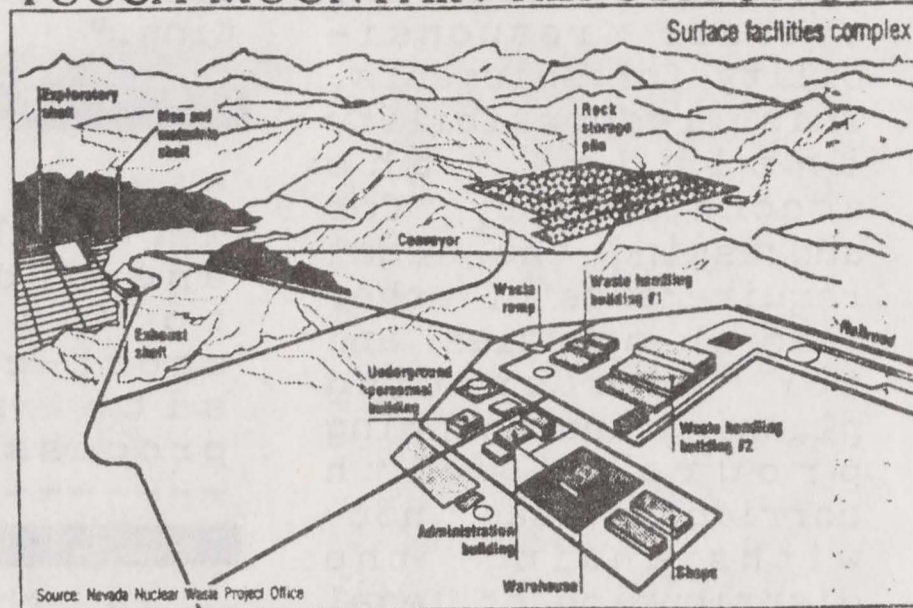 YUCCA MOUNTAIN
Surface facilities complex
Exploratory
shaft
Men and
materials
shaft
Rock
storage
pile
Conveyor
Waste
ramp
Waste handling
building #1
Railroad
Exhaust
shaft
Underground
personnel
building
Waste handling
building #2
Administration
building
Warehouse
Shops
Source: Nevada Nuclear Waste Project Office